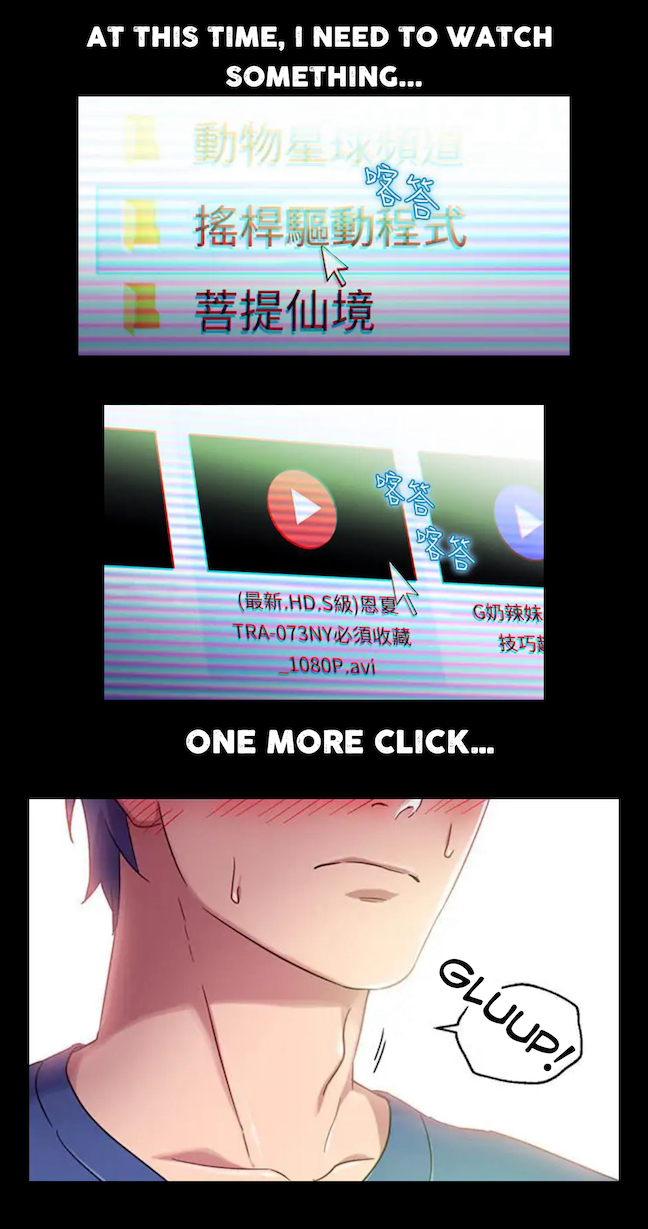 AT THIS TIME, I NEED TO WATCH
SOMETHING...
動物星球頻道
喀答
搖桿驅動程式
菩提仙境
喀答
喀答
(最新.HD.S級)恩夏
TRA-073NY必須收藏
_1080P.avi
G奶辣妹
技巧
ONE MORE CLICK...
GLUUP!